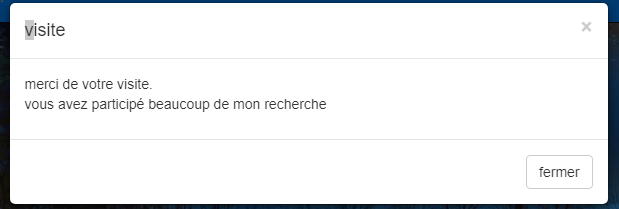 visite
×
merci de votre visite.
vous avez participé beaucoup de mon recherche
fermer